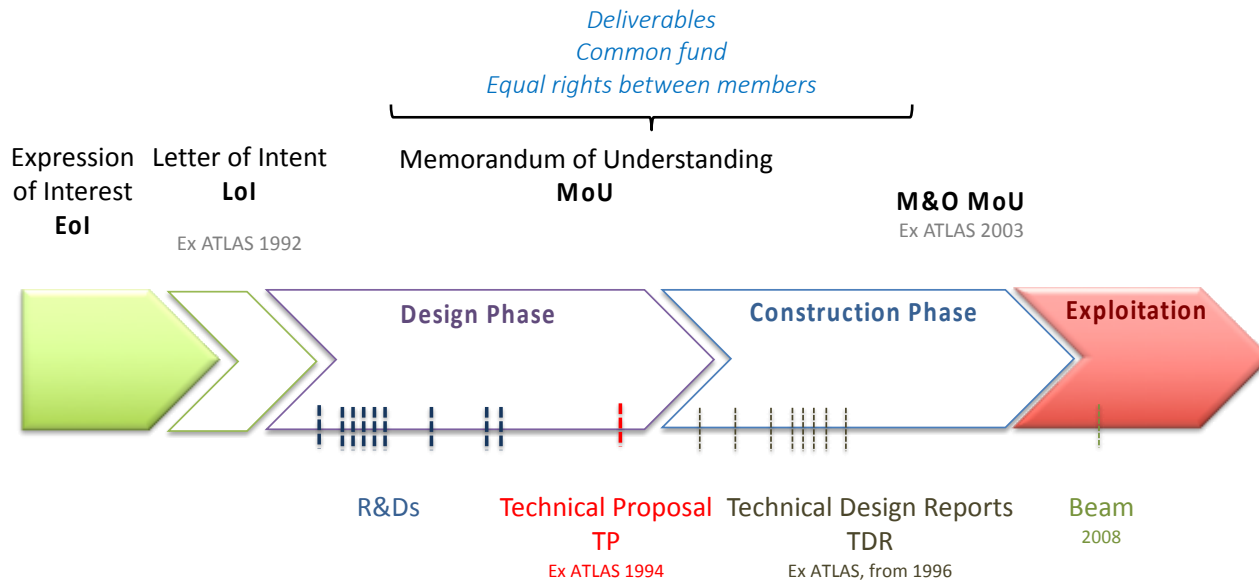 Deliverables
Common fund
Equal rights between members
Expression
of Interest
EoI
Letter of Intent
LoI
Ex ATLAS 1992
Memorandum of Understanding
MoU
M&O MoU
Ex ATLAS 2003
Design Phase
Construction Phase
Exploitation
R&Ds
Technical Proposal
TP
Ex ATLAS 1994
Technical Design Reports
TDR
Ex ATLAS, from 1996
Beam
2008